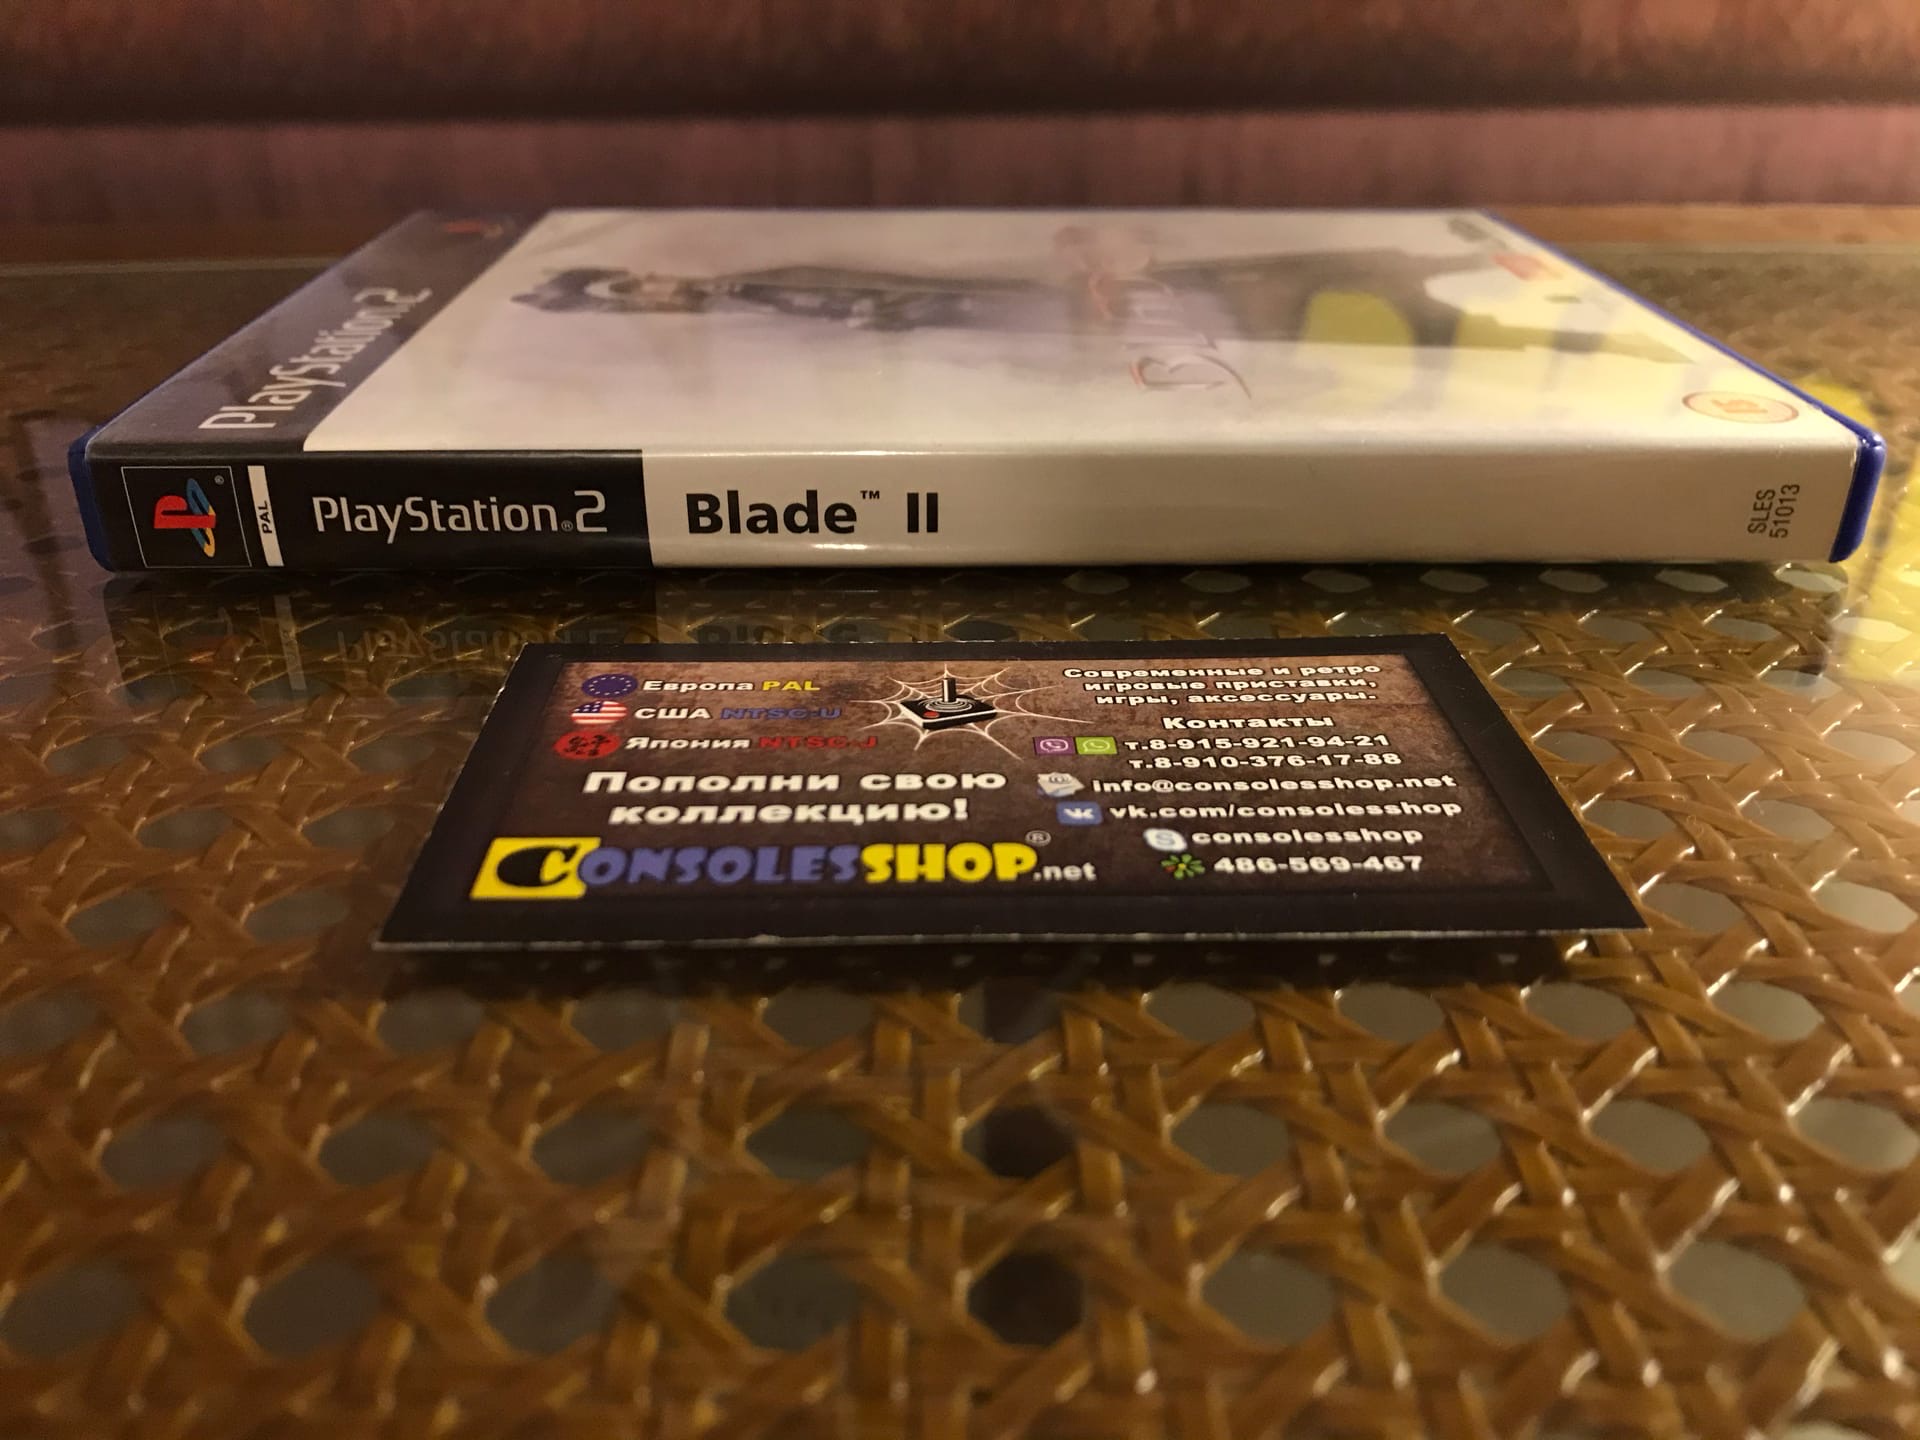 PlayStation®2
BLADE
15
PAL
PlayStation®2
Blade™ II
SLES
51013
Европа PAL
США NTSC-U
Япония NTSC-J
Пополни свою
коллекцию!
CONSOLESSHOP®.net
Современные и ретро
игровые приставки,
игры, аксессуары.
Контакты
т.8-915-921-94-21
т.8-910-376-17-88
info@consolesshop.net
vk.com/consolesshop
consolesshop
486-569-467